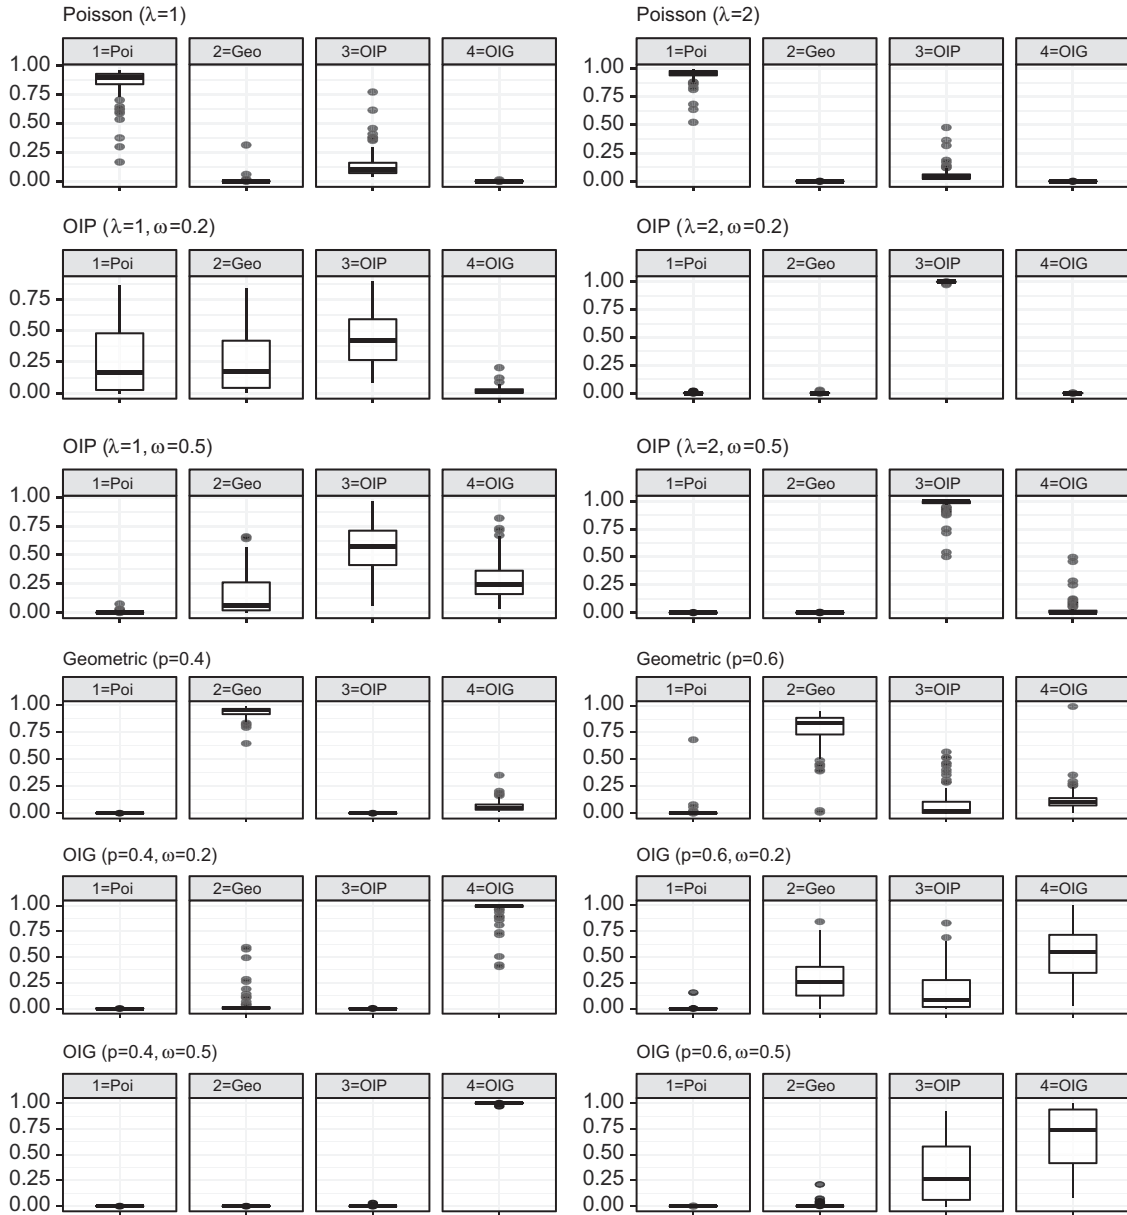 Poisson (λ=1)
1=Poi 2=Geo 3=OIP 4=OIG
1.00
0.75
0.50
0.25
0.00
Poisson (λ=2)
1=Poi 2=Geo 3=OIP 4=OIG
1.00
0.75
0.50
0.25
0.00
OIP (λ=1, ω=0.2)
1=Poi 2=Geo 3=OIP 4=OIG
0.75
0.50
0.25
0.00
OIP (λ=2, ω=0.2)
1=Poi 2=Geo 3=OIP 4=OIG
1.00
0.75
0.50
0.25
0.00
OIP (λ=1, ω=0.5)
1=Poi 2=Geo 3=OIP 4=OIG
1.00
0.75
0.50
0.25
0.00
OIP (λ=2, ω=0.5)
1=Poi 2=Geo 3=OIP 4=OIG
1.00
0.75
0.50
0.25
0.00
Geometric (p=0.4)
1=Poi 2=Geo 3=OIP 4=OIG
1.00
0.75
0.50
0.25
0.00
Geometric (p=0.6)
1=Poi 2=Geo 3=OIP 4=OIG
1.00
0.75
0.50
0.25
0.00
OIG (p=0.4, ω=0.2)
1=Poi 2=Geo 3=OIP 4=OIG
1.00
0.75
0.50
0.25
0.00
OIG (p=0.6, ω=0.2)
1=Poi 2=Geo 3=OIP 4=OIG
1.00
0.75
0.50
0.25
0.00
OIG (p=0.4, ω=0.5)
1=Poi 2=Geo 3=OIP 4=OIG
1.00
0.75
0.50
0.25
0.00
OIG (p=0.6, ω=0.5)
1=Poi 2=Geo 3=OIP 4=OIG
1.00
0.75
0.50
0.25
0.00